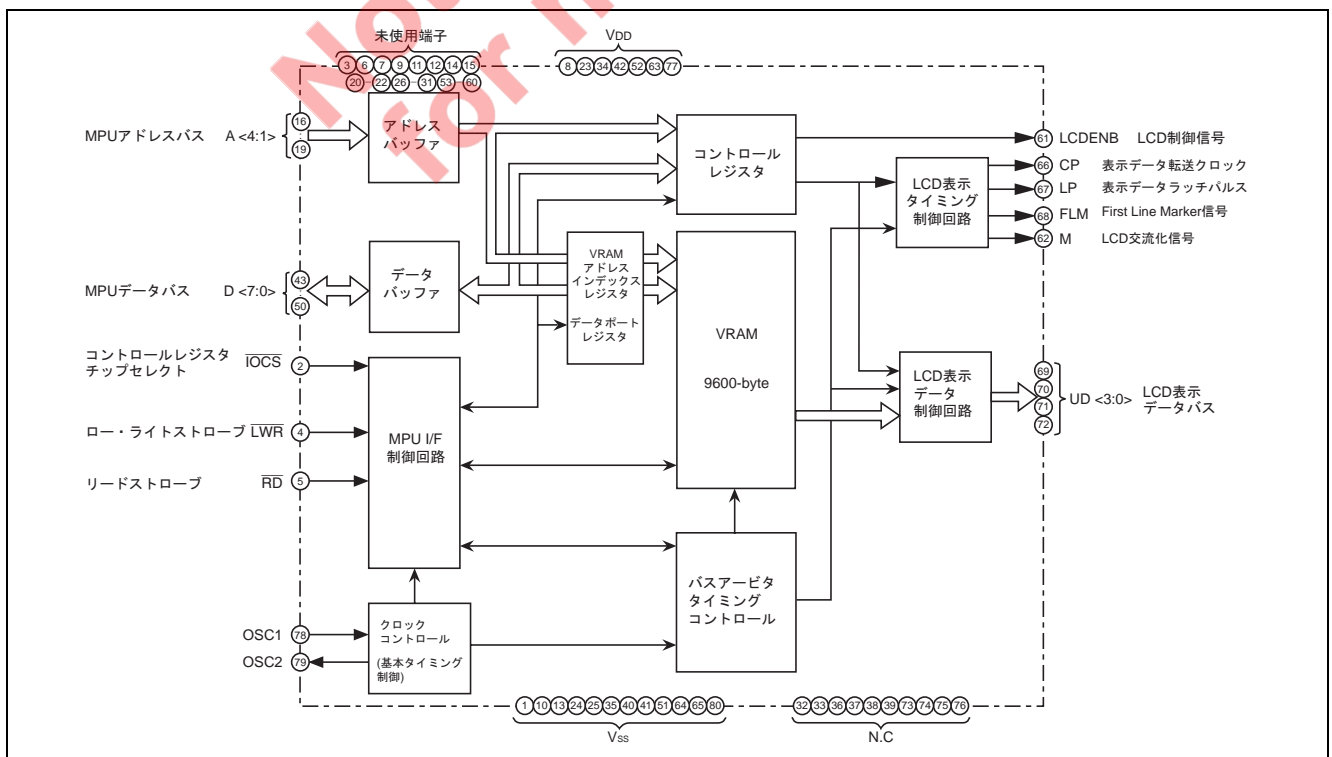 Not
for n
未使用端子
VDD
3 6 7 9 11 12 14 15
8 23 34 42 52 63 77
20 22 26 31 53 60
MPUアドレスバス A <4:1>
16
19
アドレス
バッファ
コントロール
レジスタ
61 LCDENB LCD制御信号
66 CP 表示データ転送クロック
67 LP 表示データラッチパルス
68 FLM First Line Marker信号
62 M LCD交流化信号
LCD表示
タイミング
制御回路
MPUデータバス D <7:0>
43
50
データ
バッファ
VRAM
アドレス
インデックス
レジスタ
データポート
レジスタ
VRAM
9600-byte
LCD表示
データ
制御回路
69
70
71
72
UD <3:0> LCD表示
データバス
コントロールレジスタ
チップセレクト IOCS 2
ロー・ライトストローブ LWR 4
リードストローブ RD 5
MPU I/F
制御回路
バスアービタ
タイミング
コントロール
OSC1 78
OSC2 79
クロック
コントロール
(基本タイミング
制御)
1 10 13 24 25 35 40 41 51 64 65 80
32 33 36 37 38 39 73 74 75 76
Vss
N.C